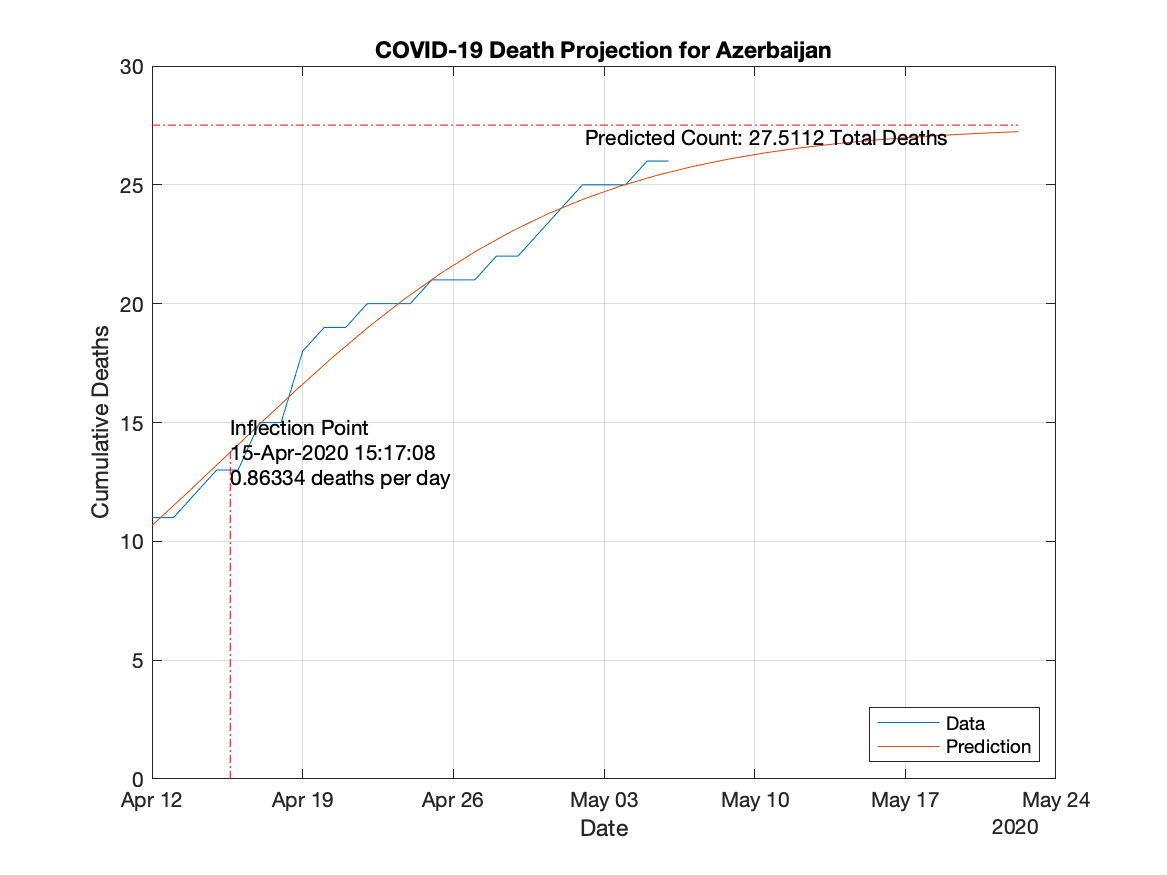 COVID-19 Death Projection for Azerbaijan
30
Predicted Count: 27.5112 Total Deaths
25
20
15
Inflection Point
15-Apr-2020 15:17:08
0.86334 deaths per day
10
5
0
Cumulative Deaths
Data
Prediction
Apr 12 Apr 19 Apr 26 May 03 May 10 May 17 May 24
Date
2020